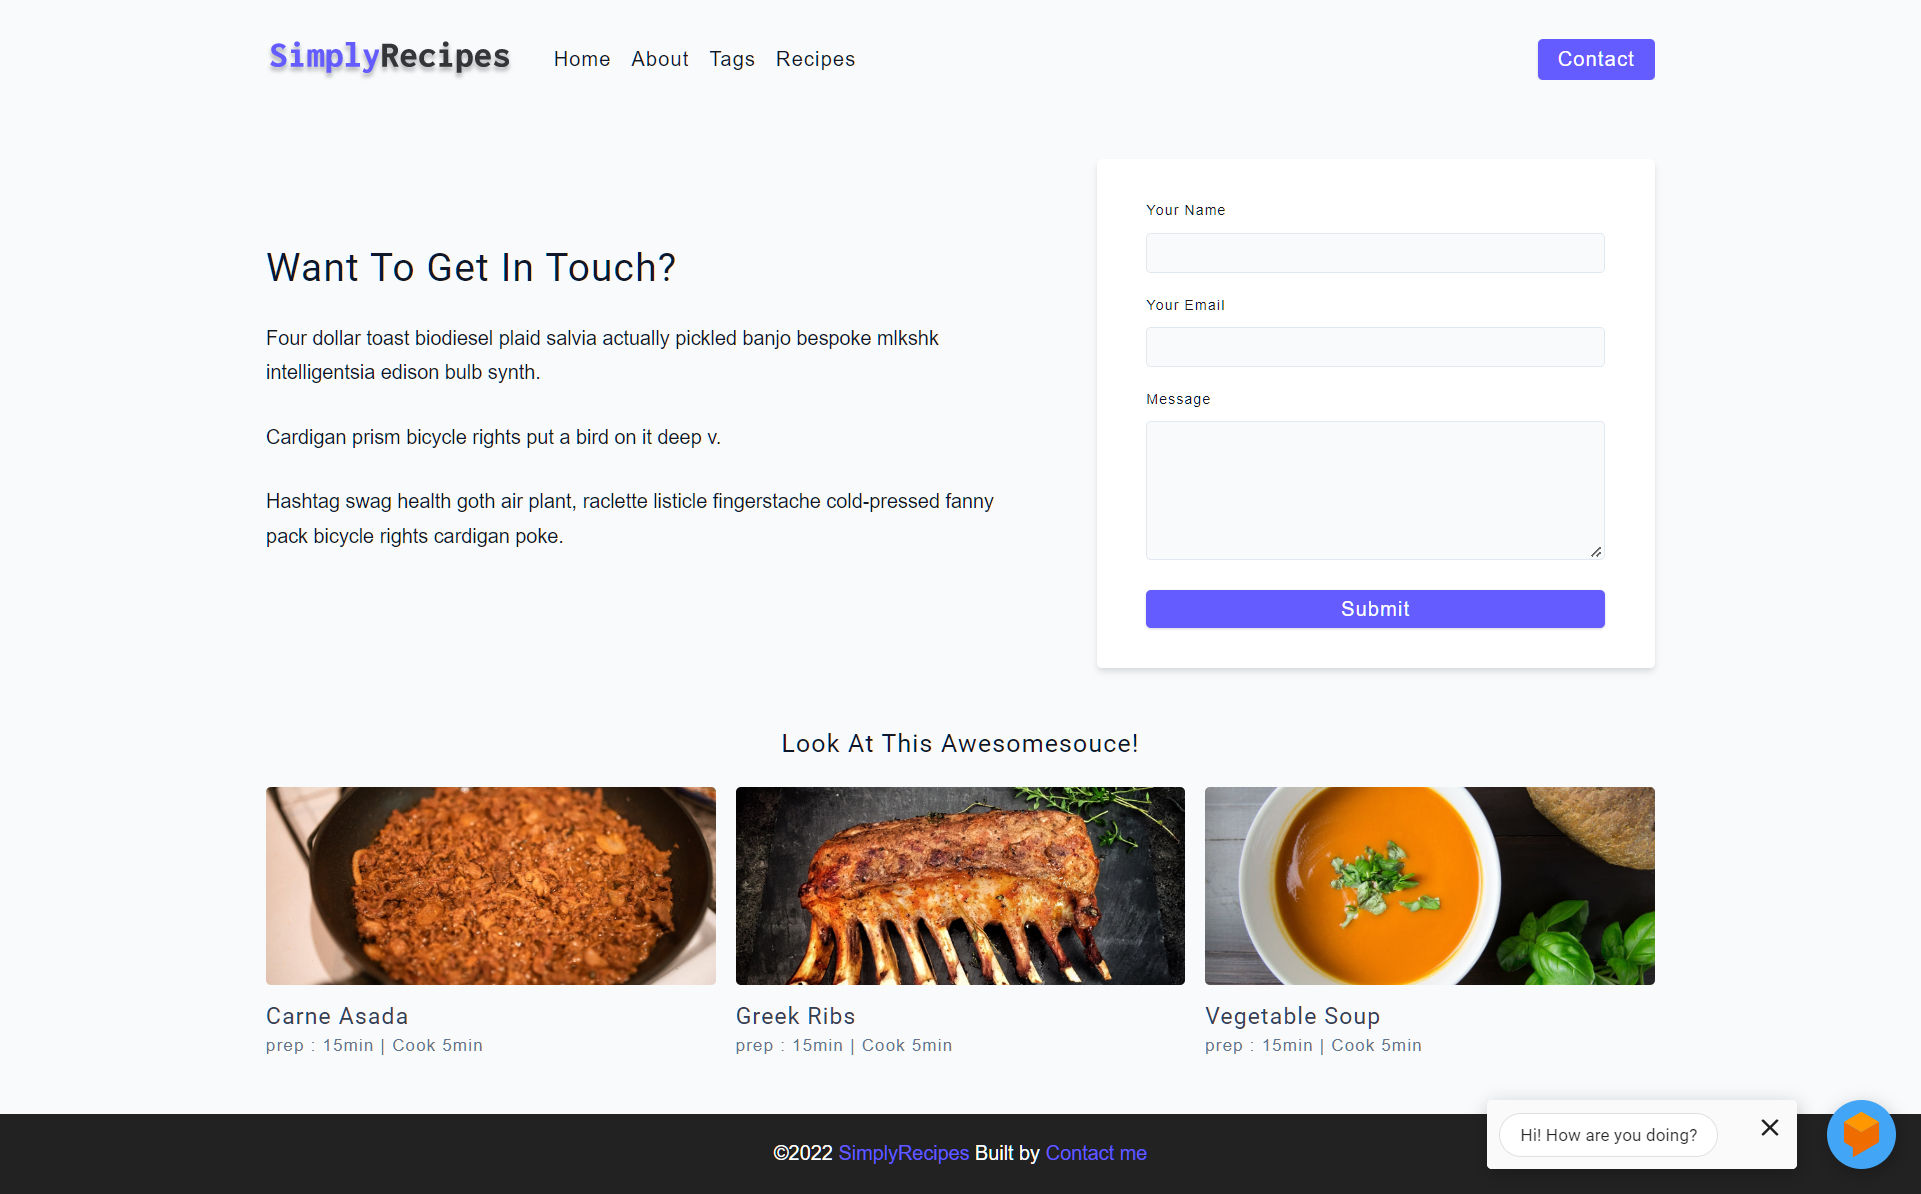 SimplyRecipes Home About Tags Recipes Contact
Want To Get In Touch?
Four dollar toast biodiesel plaid salvia actually pickled banjo bespoke mlkshk
intelligentsia edison bulb synth.
Cardigan prism bicycle rights put a bird on it deep v.
Hashtag swag health goth air plant, raclette listicle fingerstache cold-pressed fanny
pack bicycle rights cardigan poke.
Your Name
Your Email
Message
Submit
Look At This Awesomesouce!
Carne Asada
prep : 15min | Cook 5min
Greek Ribs
prep : 15min | Cook 5min
Vegetable Soup
prep : 15min | Cook 5min
©2022 SimplyRecipes Built by Contact me
Hi! How are you doing?